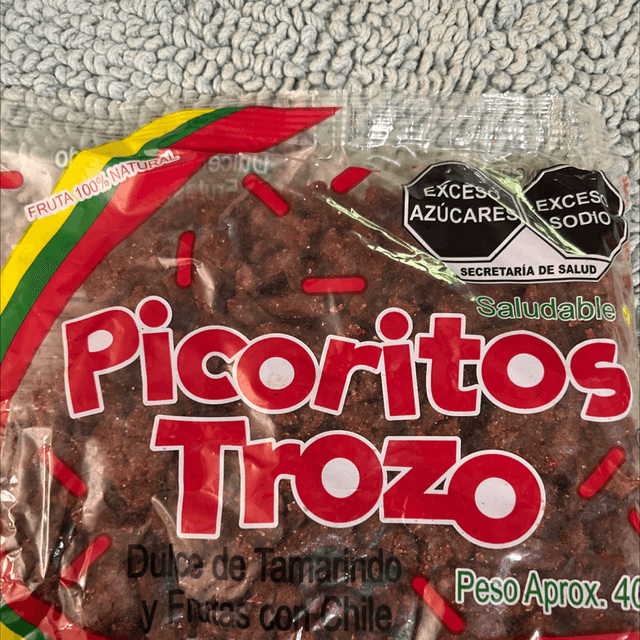 FRUTA 100% NATURAL
EXCESO
AZÚCARES
EXCESO
SODIO
SECRETARÍA DE SALUD
Saludable
Picoritos
Trozo
Dulce de Tamarindo
y Frutas con Chile
Peso Aprox. 40